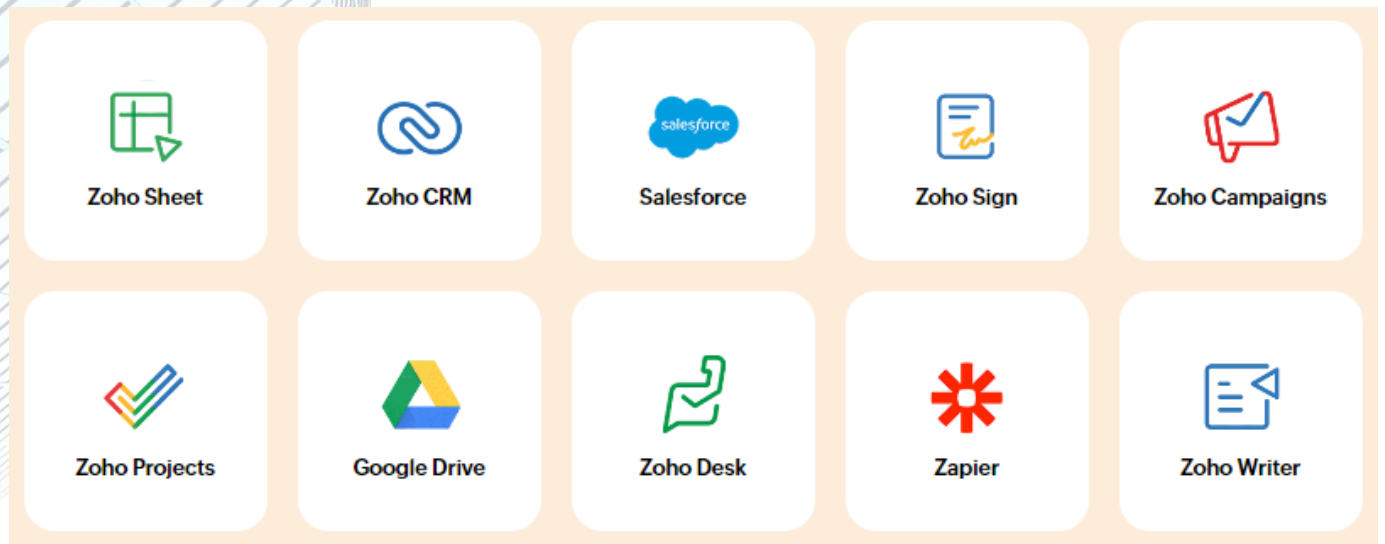 Zoho Sheet
Zoho CRM
salesforce
Salesforce
Zoho Sign
Zoho Campaigns
Zoho Projects
Google Drive
Zoho Desk
Zapier
Zoho Writer